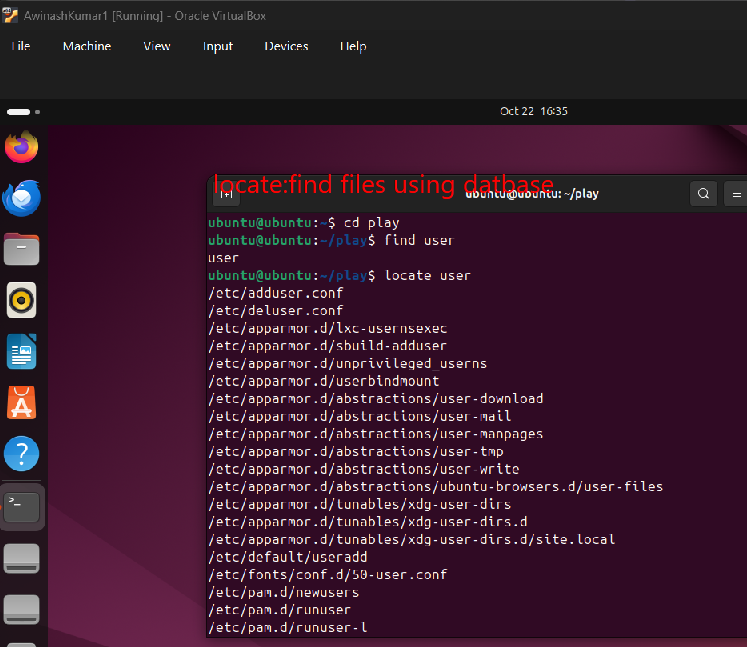 AwinashKumar1 [Running] - Oracle VirtualBox
File Machine View Input Devices Help
Oct 22 16:35
locate:find files using datbase
ubuntu@ubuntu: ~/play
ubuntu@ubuntu:~$ cd play
ubuntu@ubuntu:~/play$ find user
user
ubuntu@ubuntu:~/play$ locate user
/etc/adduser.conf
/etc/deluser.conf
/etc/apparmor.d/lxc-usernsexec
/etc/apparmor.d/sbuild-adduser
/etc/apparmor.d/unprivileged_userns
/etc/apparmor.d/userbindmount
/etc/apparmor.d/abstractions/user-download
/etc/apparmor.d/abstractions/user-mail
/etc/apparmor.d/abstractions/user-manpages
/etc/apparmor.d/abstractions/user-tmp
/etc/apparmor.d/abstractions/user-write
/etc/apparmor.d/abstractions/ubuntu-browsers.d/user-files
/etc/apparmor.d/tunables/xdg-user-dirs
/etc/apparmor.d/tunables/xdg-user-dirs.d
/etc/apparmor.d/tunables/xdg-user-dirs.d/site.local
/etc/default/useradd
/etc/fonts/conf.d/50-user.conf
/etc/pam.d/newusers
/etc/pam.d/runuser
/etc/pam.d/runuser-l